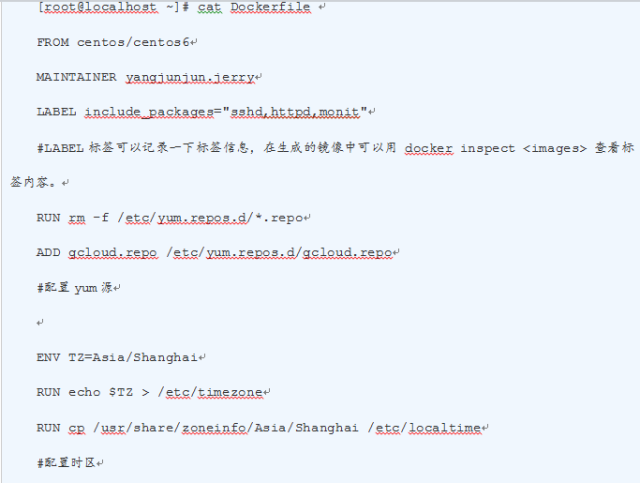 [root@localhost ~]# cat Dockerfile
FROM centos/centos6
MAINTAINER yangjunjun.jerry
LABEL include_packages="sshd,httpd,monit"
#LABEL 标签可以记录一下标签信息，在生成的镜像中可以用 docker inspect <images> 查看标
签内容。
RUN rm -f /etc/yum.repos.d/*.repo
ADD gcloud.repo /etc/yum.repos.d/gcloud.repo
#配置 yum 源
ENV TZ=Asia/Shanghai
RUN echo $TZ > /etc/timezone
RUN cp /usr/share/zoneinfo/Asia/Shanghai /etc/localtime
#配置时区